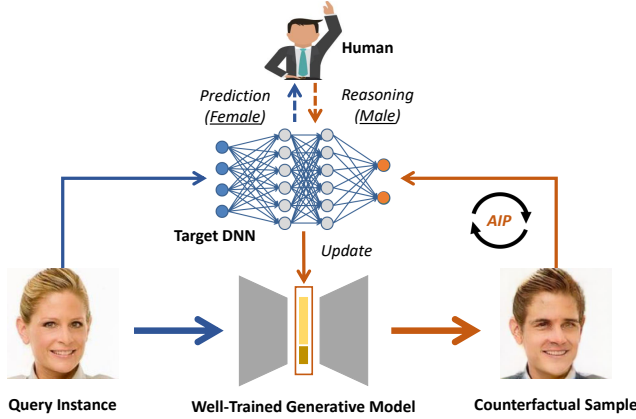 Human
Prediction
(Female)
Reasoning
(Male)
Target DNN
Update
AIP
Query Instance
Well-Trained Generative Model
Counterfactual Sample